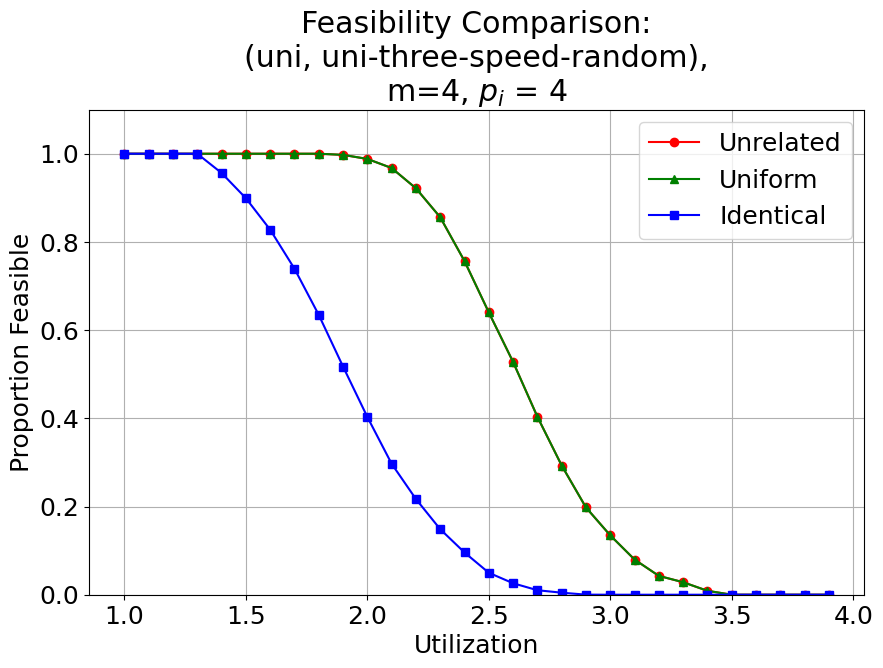 Feasibility Comparison:
(uni, uni-three-speed-random),
m=4, $p_i$ = 4
Unrelated
Uniform
Identical
Proportion Feasible
1.0
0.8
0.6
0.4
0.2
0.0
1.0 1.5 2.0 2.5 3.0 3.5 4.0
Utilization